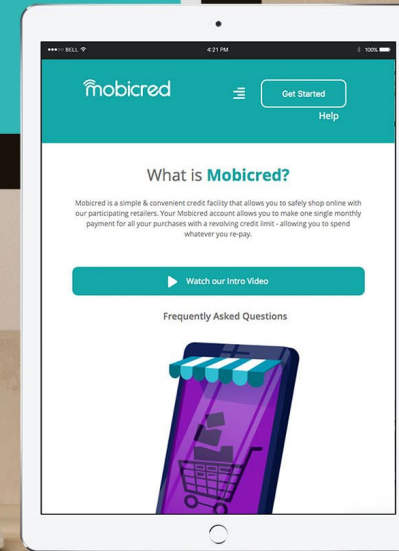 BELL
4:21 PM
100%
mobicred
Get Started
Help
What is Mobicred?
Mobicred is a simple & convenient credit facility that allows you to safely shop online with
our participating retailers. Your Mobicred account allows you to make one single monthly
payment for all your purchases with a revolving credit limit - allowing you to spend
whatever you re-pay.
Watch our Intro Video
Frequently Asked Questions